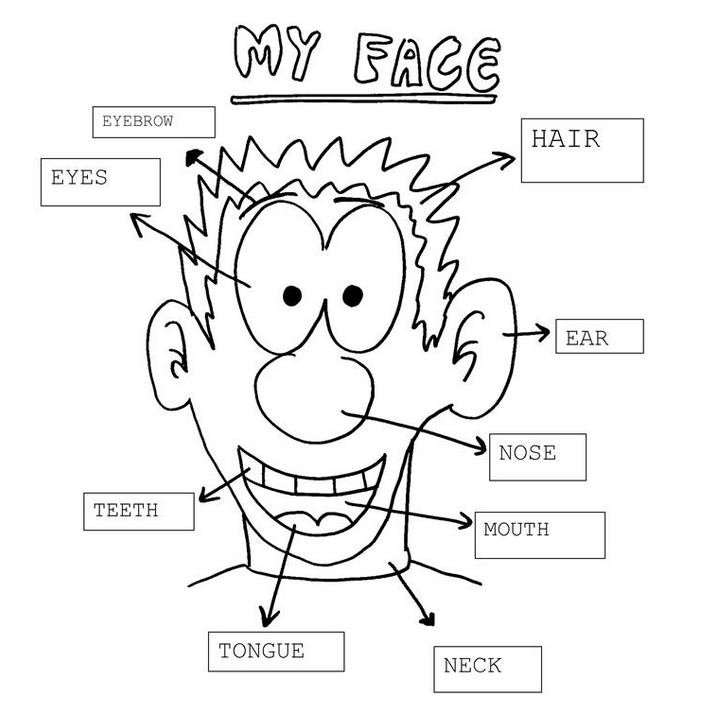 MY FACE
EYEBROW
HAIR
EYES
EAR
NOSE
TEETH
MOUTH
TONGUE
NECK